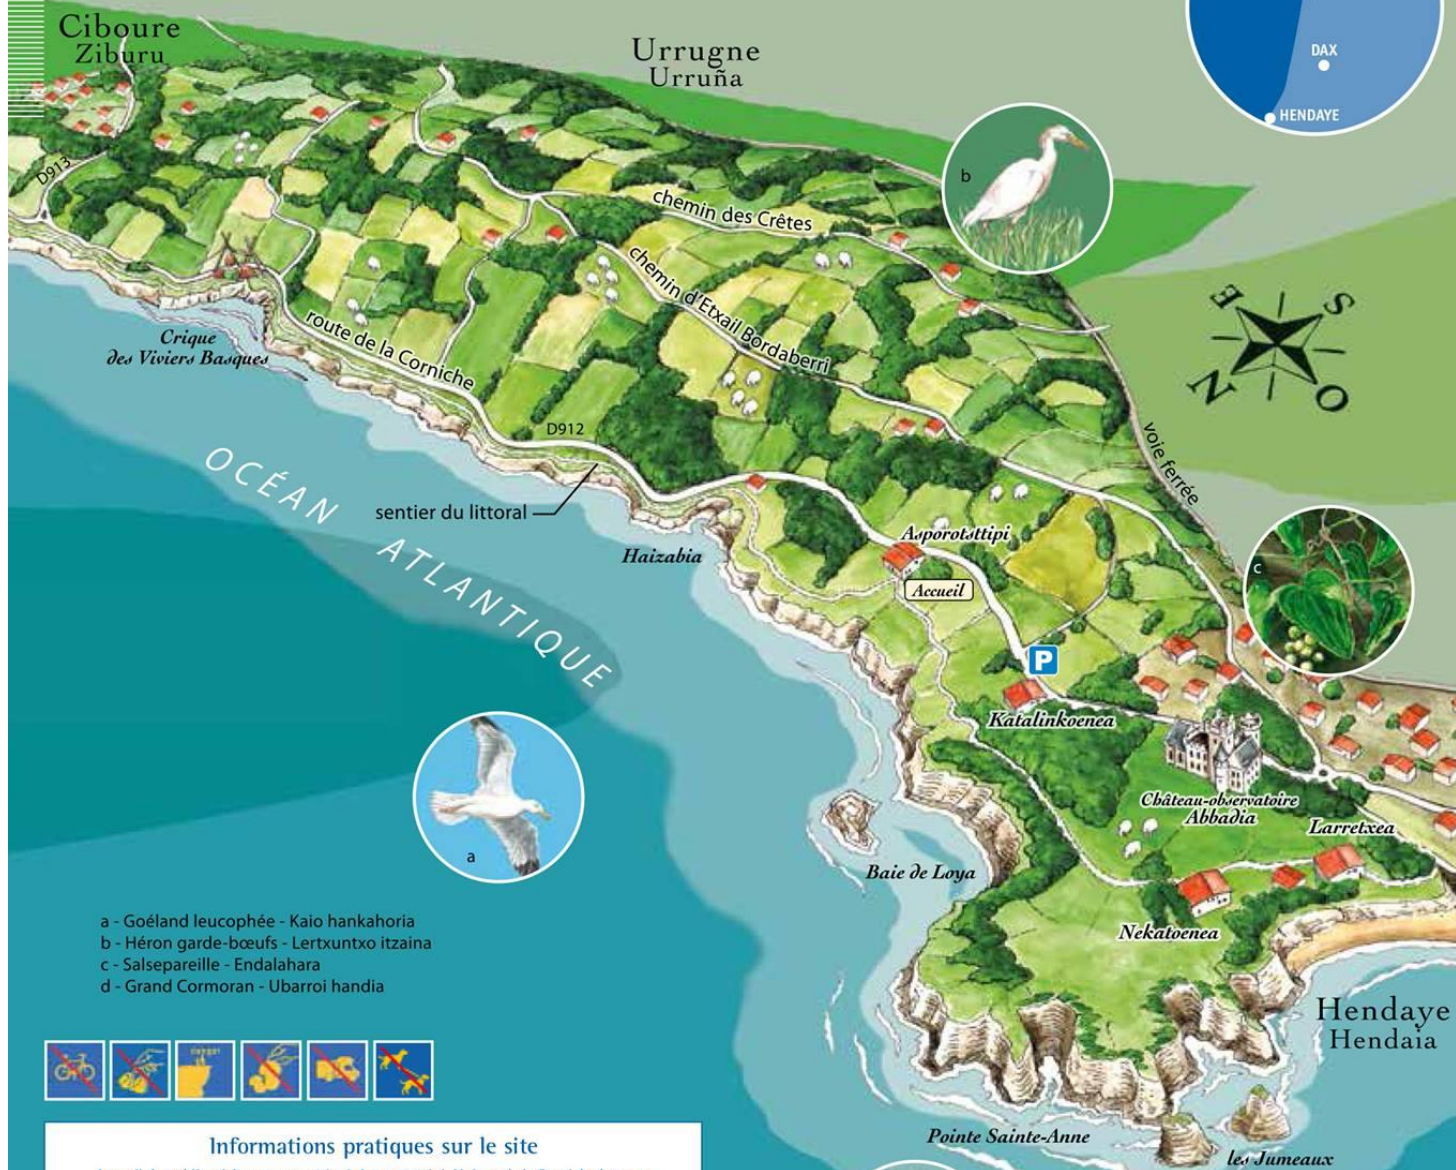 Ciboure
Ziburu
Urrugne
Urruña
DAX
HENDAYE
b
D913
chemin des Crêtes
chemin d'Etxail Bordaberri
E
S
N
O
Crique
des Viviers Basques
route de la Corniche
D912
voie ferrée
OCÉAN ATLANTIQUE
sentier du littoral
Haizabia
Asporotsttipi
Accueil
c
P
Katalinkoenea
Château-observatoire
Abbadia
Larretxea
a
Baie de Loya
Nekatoenea
a - Goéland leucophée - Kaio hankahoria
b - Héron garde-bœufs - Lertxuntxo itzaina
c - Salsepareille - Endalahara
d - Grand Cormoran - Ubarroi handia
Hendaye
Hendaia
danger
Informations pratiques sur le site
Pointe Sainte-Anne
les Jumeaux